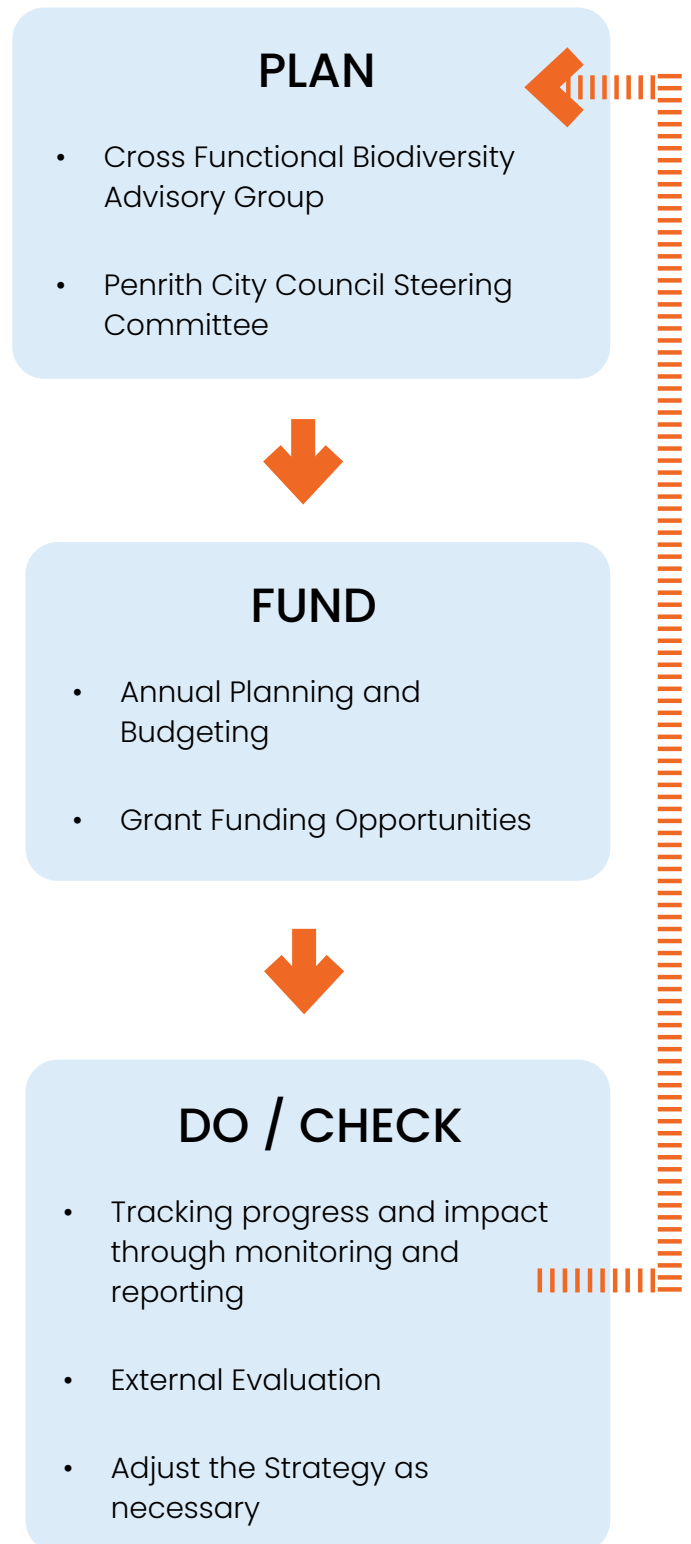 PLAN
• Cross Functional Biodiversity
Advisory Group
• Penrith City Council Steering
Committee
FUND
• Annual Planning and
Budgeting
• Grant Funding Opportunities
DO / CHECK
• Tracking progress and impact
through monitoring and
reporting
• External Evaluation
• Adjust the Strategy as
necessary